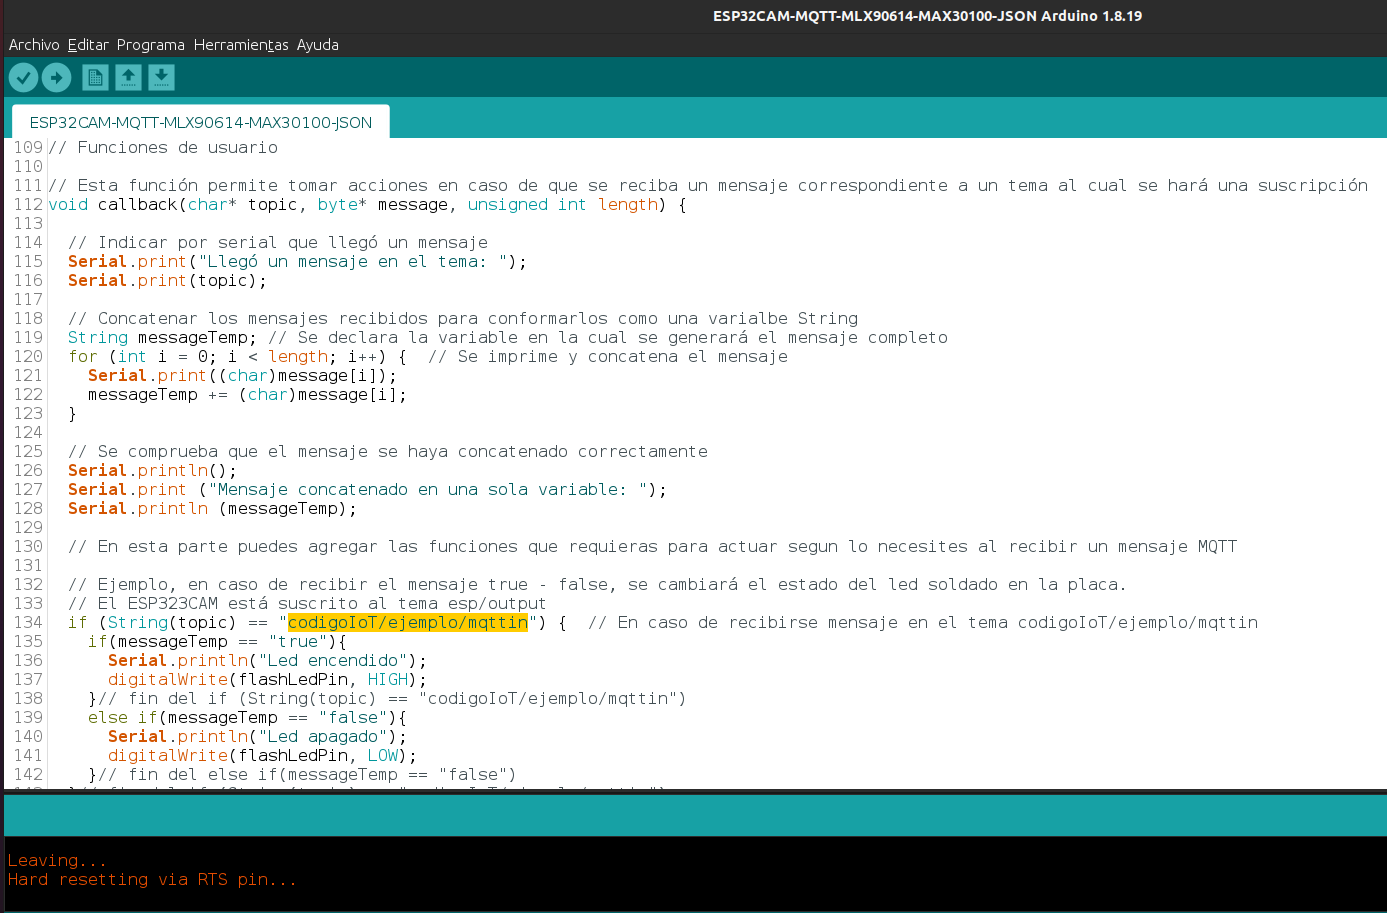 ESP32CAM-MQTT-MLX90614-MAX30100-JSON Arduino 1.8.19
Archivo Editar Programa Herramientas Ayuda
ESP32CAM-MQTT-MLX90614-MAX30100-JSON
109 // Funciones de usuario
110
111 // Esta función permite tomar acciones en caso de que se reciba un mensaje correspondiente a un tema al cual se hará una suscripción
112 void callback(char* topic, byte* message, unsigned int length) {
113
114   // Indicar por serial que llegó un mensaje
115   Serial.print("Llegó un mensaje en el tema: ");
116   Serial.print(topic);
117
118   // Concatenar los mensajes recibidos para conformarlos como una varialbe String
119   String messageTemp; // Se declara la variable en la cual se generará el mensaje completo
120   for (int i = 0; i < length; i++) {  // Se imprime y concatena el mensaje
121     Serial.print((char)message[i]);
122     messageTemp += (char)message[i];
123   }
124
125   // Se comprueba que el mensaje se haya concatenado correctamente
126   Serial.println();
127   Serial.print ("Mensaje concatenado en una sola variable: ");
128   Serial.println (messageTemp);
129
130   // En esta parte puedes agregar las funciones que requieras para actuar segun lo necesites al recibir un mensaje MQTT
131
132   // Ejemplo, en caso de recibir el mensaje true - false, se cambiará el estado del led soldado en la placa.
133   // El ESP323CAM está suscrito al tema esp/output
134   if (String(topic) == "codigoIoT/ejemplo/mqttin") {  // En caso de recibirse mensaje en el tema codigoIoT/ejemplo/mqttin
135     if(messageTemp == "true"){
136       Serial.println("Led encendido");
137       digitalWrite(flashLedPin, HIGH);
138     }// fin del if (String(topic) == "codigoIoT/ejemplo/mqttin")
139     else if(messageTemp == "false"){
140       Serial.println("Led apagado");
141       digitalWrite(flashLedPin, LOW);
142     }// fin del else if(messageTemp == "false")
Leaving...
Hard resetting via RTS pin...